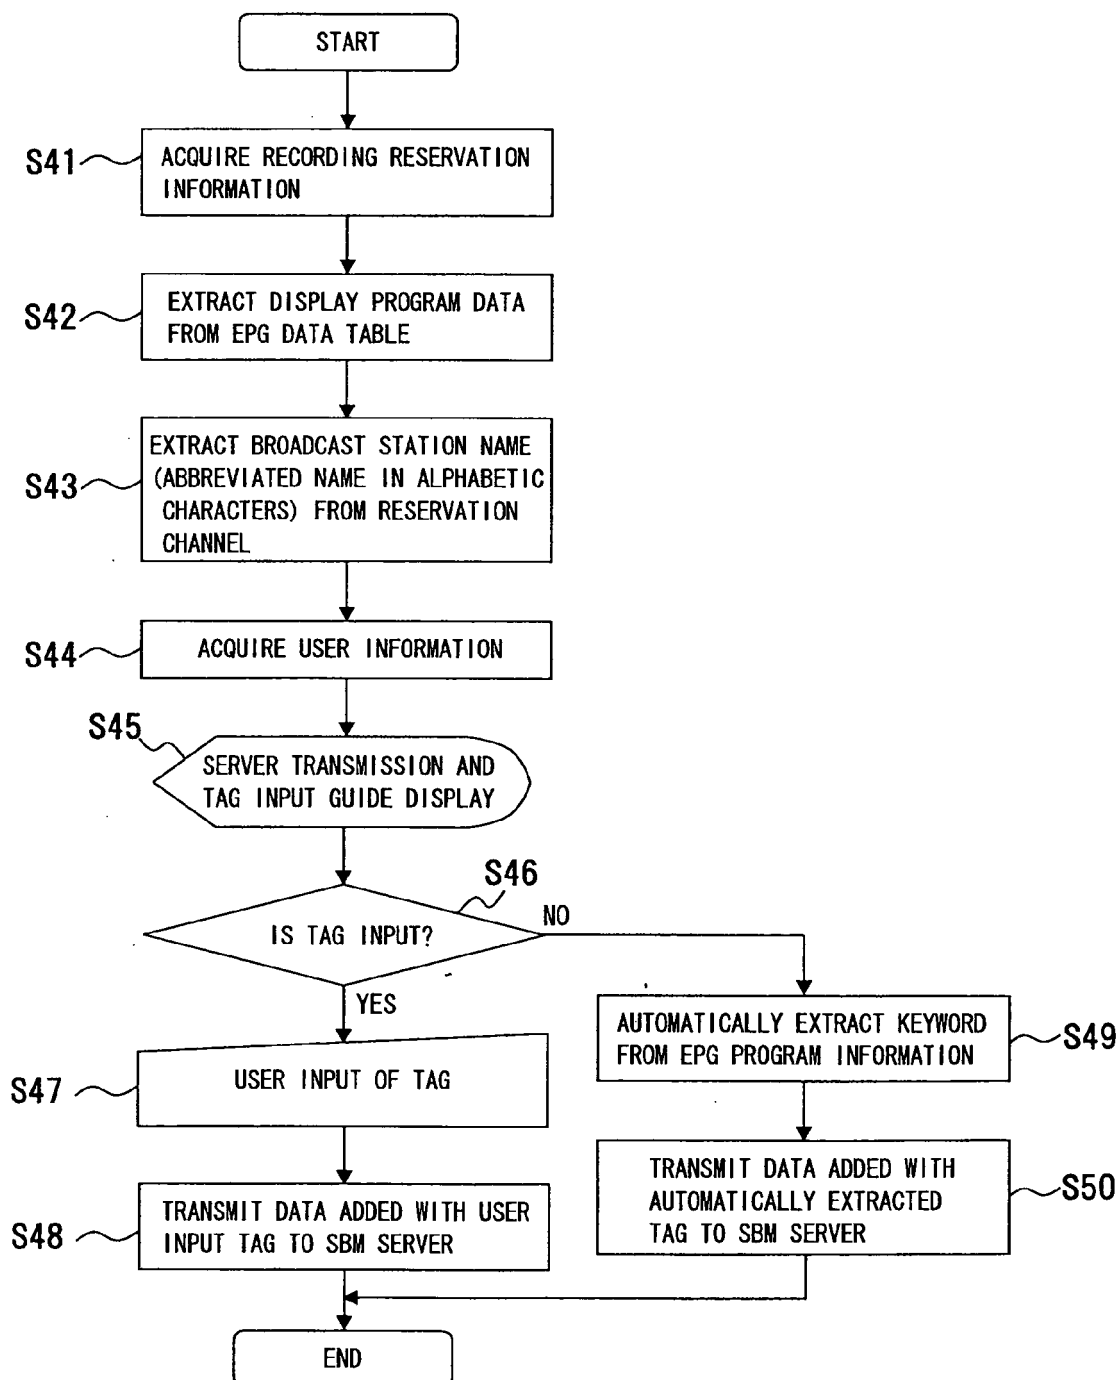 START
S41
ACQUIRE RECORDING RESERVATION
INFORMATION
S42
EXTRACT DISPLAY PROGRAM DATA
FROM EPG DATA TABLE
S43
EXTRACT BROADCAST STATION NAME
(ABBREVIATED NAME IN ALPHABETIC
CHARACTERS) FROM RESERVATION
CHANNEL
S44
ACQUIRE USER INFORMATION
S45
SERVER TRANSMISSION AND
TAG INPUT GUIDE DISPLAY
S46
IS TAG INPUT?
NO
YES
S47
USER INPUT OF TAG
S48
TRANSMIT DATA ADDED WITH USER
INPUT TAG TO SBM SERVER
AUTOMATICALLY EXTRACT KEYWORD
FROM EPG PROGRAM INFORMATION
S49
TRANSMIT DATA ADDED WITH
AUTOMATICALLY EXTRACTED
TAG TO SBM SERVER
S50
END